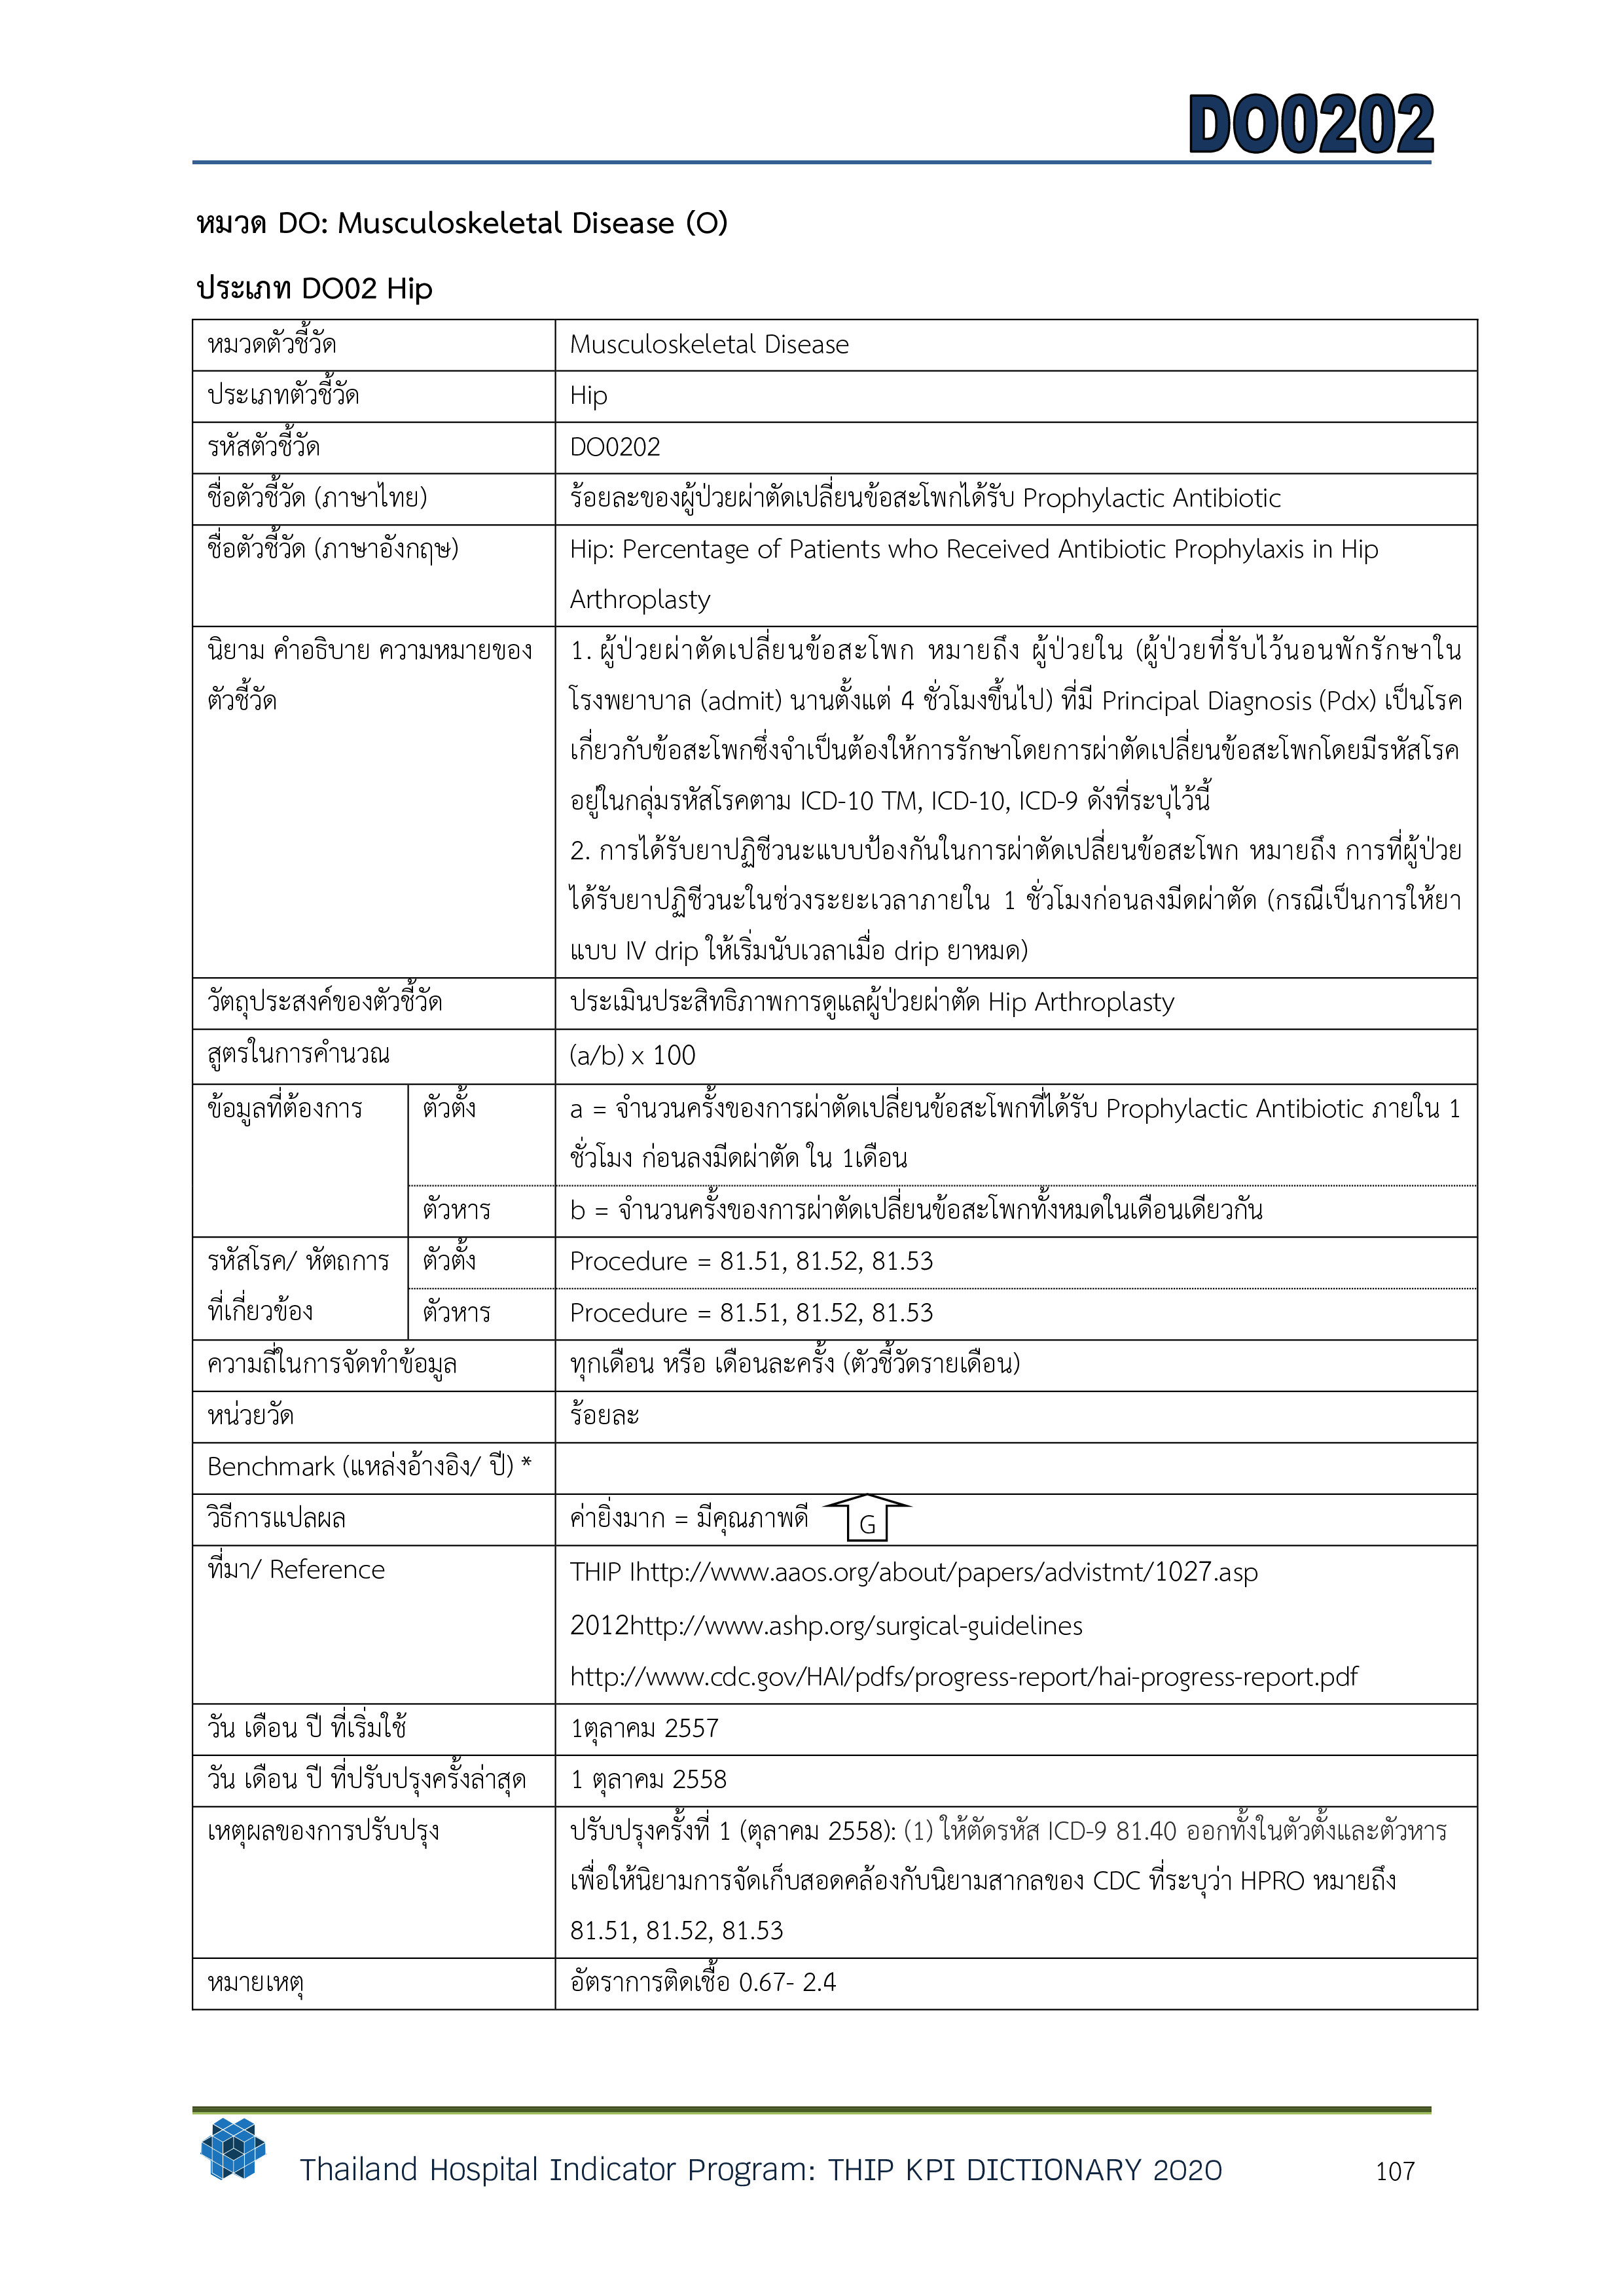 DO0202
หมวด DO: Musculoskeletal Disease (O)
ประเภท DO02 Hip
หมวดตัวชี้วัด Musculoskeletal Disease
ประเภทตัวชี้วัด Hip
รหัสตัวชี้วัด DO0202
ชื่อตัวชี้วัด (ภาษาไทย) ร้อยละของผู้ป่วยผ่าตัดเปลี่ยนข้อสะโพกได้รับ Prophylactic Antibiotic
ชื่อตัวชี้วัด (ภาษาอังกฤษ) Hip: Percentage of Patients who Received Antibiotic Prophylaxis in Hip
Arthroplasty
นิยาม คำอธิบาย ความหมายของ 1. ผู้ป่วยผ่าตัดเปลี่ยนข้อสะโพก หมายถึง ผู้ป่วยใน (ผู้ป่วยที่รับไว้นอนพักรักษาใน
ตัวชี้วัด โรงพยาบาล (admit) นานตั้งแต่ 4 ชั่วโมงขึ้นไป) ที่มี Principal Diagnosis (Pdx) เป็นโรค
เกี่ยวกับข้อสะโพกซึ่งจำเป็นต้องให้การรักษาโดยการผ่าตัดเปลี่ยนข้อสะโพกโดยมีรหัสโรค
อยู่ในกลุ่มรหัสโรคตาม ICD-10 TM, ICD-10, ICD-9 ดังที่ระบุไว้นี้
2. การได้รับยาปฏิชีวนะแบบป้องกันในการผ่าตัดเปลี่ยนข้อสะโพก หมายถึง การที่ผู้ป่วย
ได้รับยาปฏิชีวนะในช่วงระยะเวลาภายใน 1 ชั่วโมงก่อนลงมีดผ่าตัด (กรณีเป็นการให้ยา
แบบ IV drip ให้เริ่มนับเวลาเมื่อ drip ยาหมด)
วัตถุประสงค์ของตัวชี้วัด ประเมินประสิทธิภาพการดูแลผู้ป่วยผ่าตัด Hip Arthroplasty
สูตรในการคำนวณ (a/b) x 100
ข้อมูลที่ต้องการ ตัวตั้ง a = จำนวนครั้งของการผ่าตัดเปลี่ยนข้อสะโพกที่ได้รับ Prophylactic Antibiotic ภายใน 1
ชั่วโมง ก่อนลงมีดผ่าตัด ใน 1เดือน
ตัวหาร b = จำนวนครั้งของการผ่าตัดเปลี่ยนข้อสะโพกทั้งหมดในเดือนเดียวกัน
รหัสโรค/ หัตถการ ตัวตั้ง Procedure = 81.51, 81.52, 81.53
ที่เกี่ยวข้อง ตัวหาร Procedure = 81.51, 81.52, 81.53
ความถี่ในการจัดทำข้อมูล ทุกเดือน หรือ เดือนละครั้ง (ตัวชี้วัดรายเดือน)
หน่วยวัด ร้อยละ
Benchmark (แหล่งอ้างอิง/ ปี) *
วิธีการแปลผล ค่ายิ่งมาก = มีคุณภาพดี G
ที่มา/ Reference THIP Ihttp://www.aaos.org/about/papers/advistmt/1027.asp
2012http://www.ashp.org/surgical-guidelines
http://www.cdc.gov/HAI/pdfs/progress-report/hai-progress-report.pdf
วัน เดือน ปี ที่เริ่มใช้ 1ตุลาคม 2557
วัน เดือน ปี ที่ปรับปรุงครั้งล่าสุด 1 ตุลาคม 2558
เหตุผลของการปรับปรุง ปรับปรุงครั้งที่ 1 (ตุลาคม 2558): (1) ให้ตัดรหัส ICD-9 81.40 ออกทั้งในตัวตั้งและตัวหาร
เพื่อให้นิยามการจัดเก็บสอดคล้องกับนิยามสากลของ CDC ที่ระบุว่า HPRO หมายถึง
81.51, 81.52, 81.53
หมายเหตุ อัตราการติดเชื้อ 0.67- 2.4
Thailand Hospital Indicator Program: THIP KPI DICTIONARY 2020 107